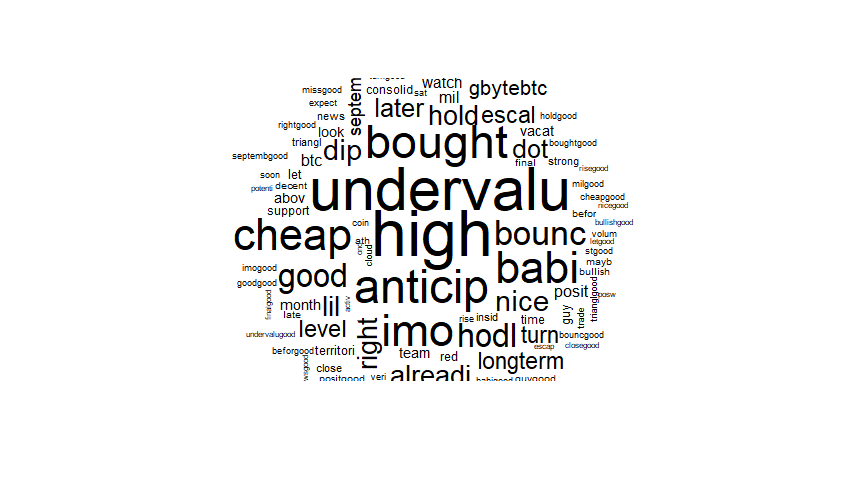 missgood
consolid
sat
watch
gbytebtc
expect
septem
mil
news
later
hold
escal
holdgood
rightgood
look
bought
vacat
triangl
dip
dot
boughtgood
septembgood
btc
final
strong
risegood
soon
let
undervalu
potenti
decent
milgood
abov
cheapgood
nicegood
support
befor
coin
high
bullishgood
cheap
bounc
volum
ath
letgood
cloud
stgood
imogood
good
babi
mayb
bullish
goodgood
anticip
posit
posw
finalgood
month
lil
activ
nice
guy
trade
trianglgood
late
level
imo
rise
insid
time
undervalugood
right
hodl
turn
bouncgood
escap
closegood
beforgood
territori
team
red
longterm
close
alreadi
positgood
veri
babigood
guygood